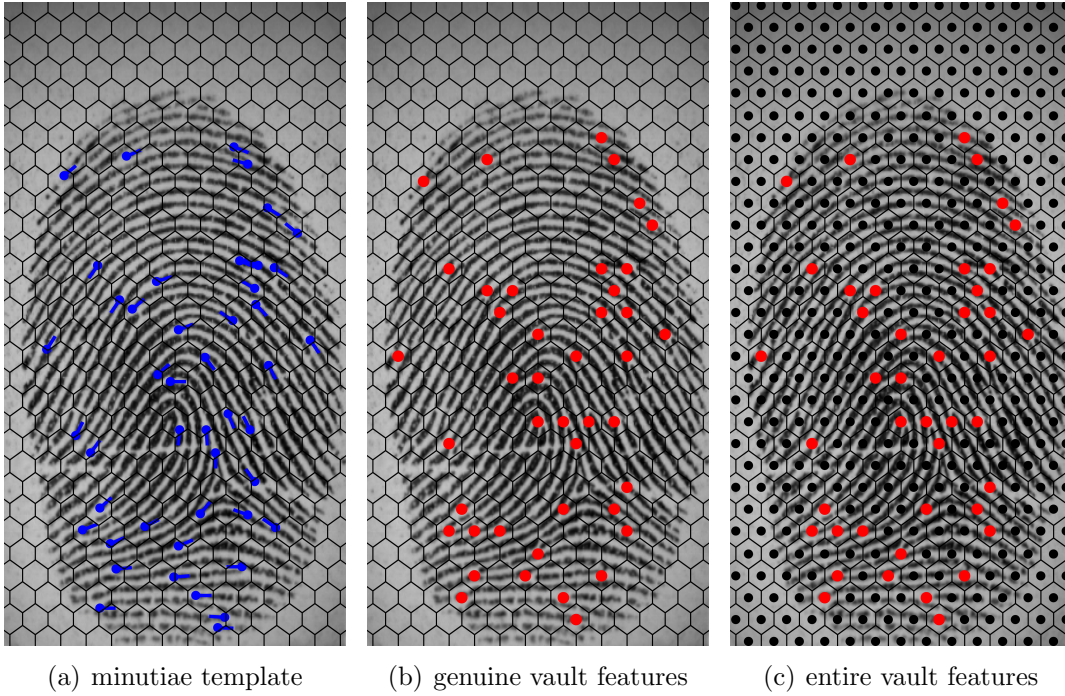 (a) minutiae template
(b) genuine vault features
(c) entire vault features